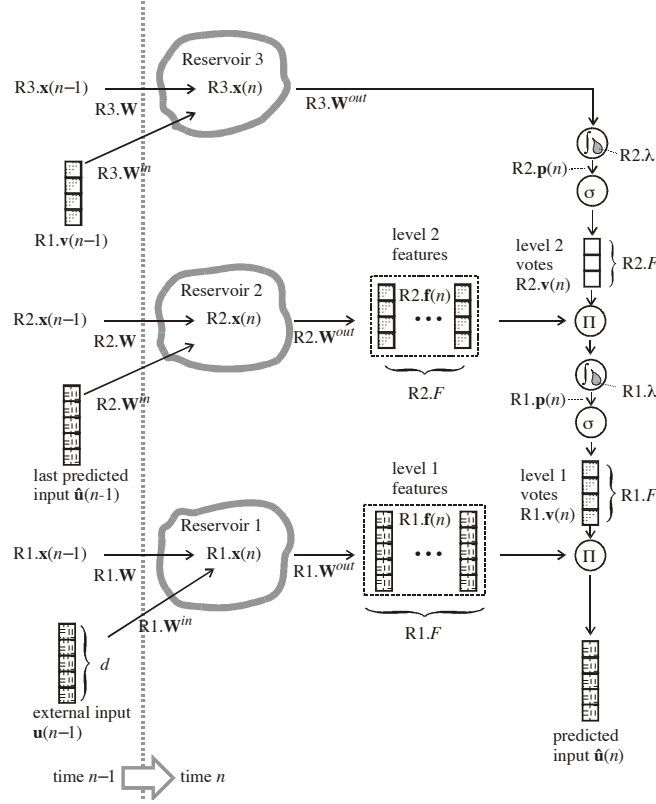 Reservoir 3
R3.x(n−1)
R3.x(n)
R3.W
R3.W^out
R3.W^in
R1.v(n−1)
R2.λ
R2.p(n)
σ
level 2
votes
R2.v(n)
R2.F
level 2
features
Reservoir 2
R2.x(n−1)
R2.x(n)
R2.W
R2.W^out
R2.f(n)
•••
Π
R2.W^in
R2.F
R1.λ
R1.p(n)
σ
last predicted
input û(n-1)
level 1
features
level 1
votes
R1.v(n)
R1.F
Reservoir 1
R1.x(n−1)
R1.x(n)
R1.W
R1.W^out
R1.f(n)
•••
Π
R1.W^in
R1.F
d
external input
u(n−1)
predicted
input û(n)
time n−1
time n